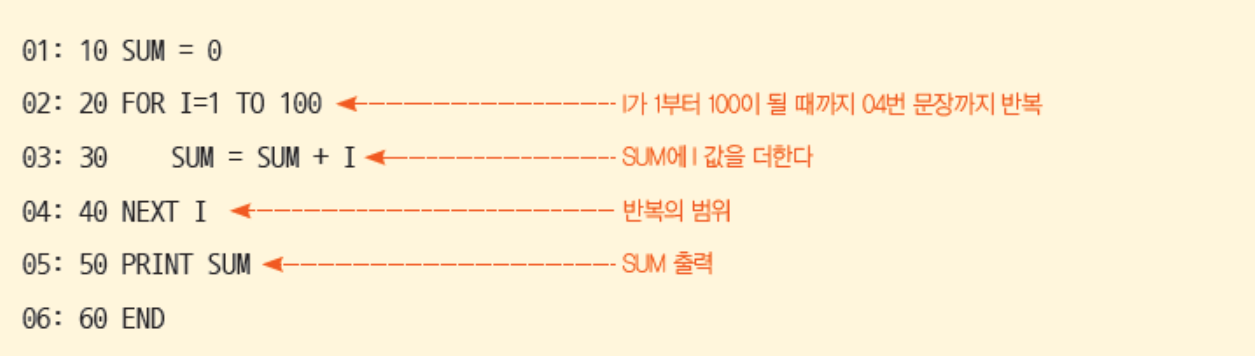 01: 10 SUM = 0
02: 20 FOR I=1 TO 100 I가 1부터 100이 될 때까지 04번 문장까지 반복
03: 30 SUM = SUM + I SUM에 I 값을 더한다
04: 40 NEXT I 반복의 범위
05: 50 PRINT SUM SUM 출력
06: 60 END